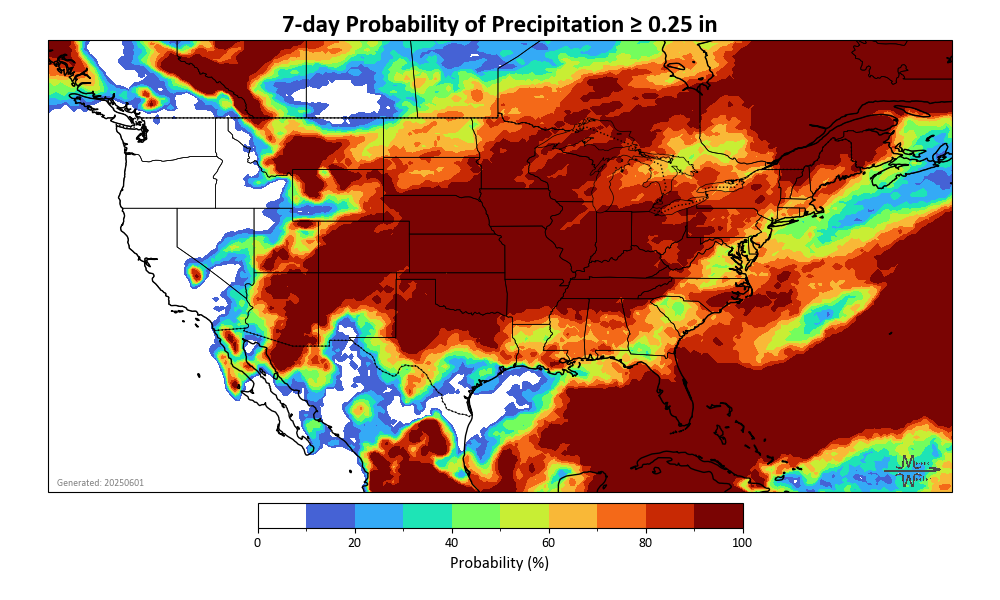 7-day Probability of Precipitation ≥ 0.25 in
Generated: 20250601
0 20 40 60 80 100
Probability (%)